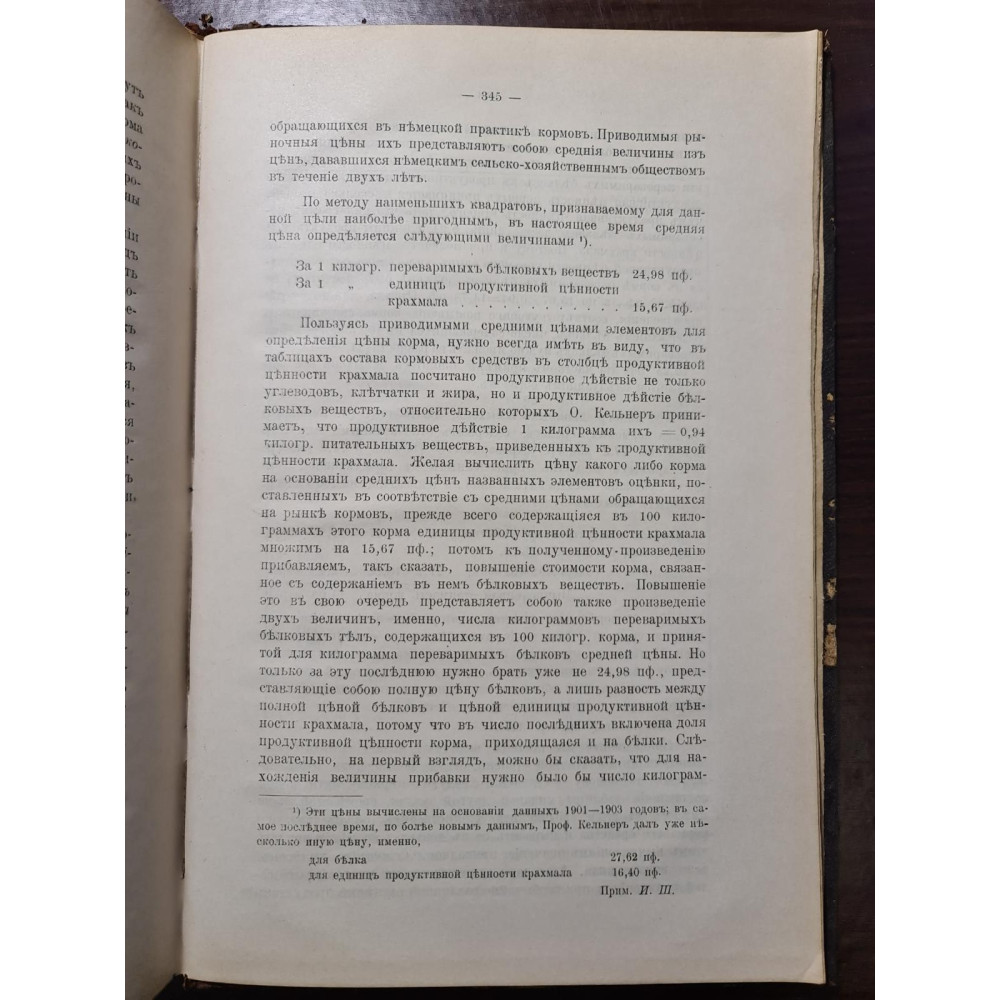 — 345 —
обращающихся въ нѣмецкой практикѣ кормовъ. Приводимыя ры-
ночныя цѣны ихъ представляютъ собою среднія величины изъ
цѣнъ, дававшихся нѣмецкимъ сельско-хозяйственнымъ обществомъ
въ теченіе двухъ лѣтъ.
По методу наименьшихъ квадратовъ, признаваемому для дан-
ной цѣли наиболѣе пригоднымъ, въ настоящее время средняя
цѣна опредѣляется слѣдующими величинами ¹).
За 1 килогр. переваримыхъ бѣлковыхъ веществъ 24,98 пф.
За 1 „ единицъ продуктивной цѣнности
крахмала . . . . . . . . . . . . 15,67 пф.
Пользуясь приводимыми средними цѣнами элементовъ для
опредѣленія цѣны корма, нужно всегда имѣть въ виду, что въ
таблицахъ состава кормовыхъ средствъ въ столбцѣ продуктивной
цѣнности крахмала посчитано продуктивное дѣйствіе не только
углеводовъ, клѣтчатки и жира, но и продуктивное дѣйстіе бѣл-
ковыхъ веществъ, относительно которыхъ О. Кельнеръ прини-
маетъ, что продуктивное дѣйствіе 1 килограмма ихъ = 0,94
килогр. питательныхъ веществъ, приведенныхъ къ продуктивной
цѣнности крахмала. Желая вычислить цѣну какого либо корма
на основаніи среднихъ цѣнъ названныхъ элементовъ оцѣнки, по-
ставленныхъ въ соотвѣтствіе съ средними цѣнами обращающихся
на рынкѣ кормовъ, прежде всего содержащіяся въ 100 кило-
граммахъ этого корма единицы продуктивной цѣнности крахмала
множимъ на 15,67 пф.; потомъ къ полученному произведенію
прибавляемъ, такъ сказать, повышеніе стоимости корма, связан-
ное съ содержаніемъ въ немъ бѣлковыхъ веществъ. Повышеніе
это въ свою очередь представляетъ собою также произведеніе
двухъ величинъ, именно, числа килограммовъ переваримыхъ
бѣлковыхъ тѣлъ, содержащихся въ 100 килогр. корма, и приня-
той для килограмма переваримыхъ бѣлковъ средней цѣны. Но
только за эту послѣднюю нужно брать уже не 24,98 пф., пред-
ставляющіе собою полную цѣну бѣлковъ, а лишь разность между
полной цѣной бѣлковъ и цѣной единицы продуктивной цѣн-
ности крахмала, потому что въ число послѣднихъ включена доля
продуктивной цѣнности корма, приходящаяся и на бѣлки. Слѣ-
довательно, на первый взглядъ, можно бы сказать, что для на-
хожденія величины прибавки нужно было бы число килограм-
¹) Эти цѣны вычислены на основаніи данныхъ 1901—1903 годовъ; въ са-
мое послѣднее время, по болѣе новымъ даннымъ, Проф. Кельнеръ далъ уже нѣ-
сколько иную цѣну, именно,
для бѣлка 27,62 пф.
для единицъ продуктивной цѣнности крахмала . 16,40 пф.
Прим. И. Ш.